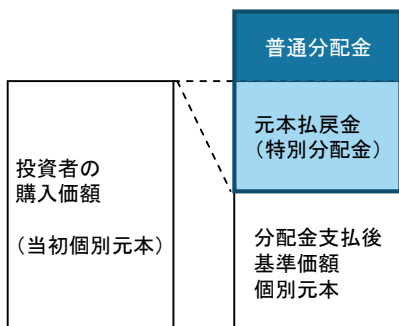 普通分配金
元本払戻金
（特別分配金）
投資者の
購入価額
（当初個別元本）
分配金支払後
基準価額
個別元本